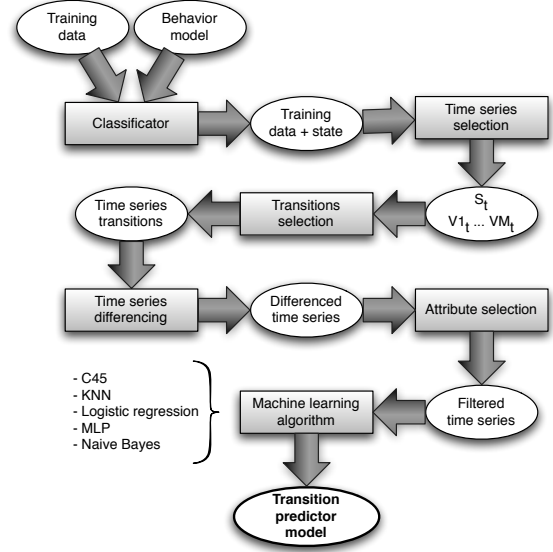 Training
data
Behavior
model
Classificator
Training
data + state
Time series
selection
Time series
transitions
Transitions
selection
St
V1t ... VMt
Time series
differencing
Differenced
time series
Attribute selection
- C45
- KNN
- Logistic regression
- MLP
- Naive Bayes
Machine learning
algorithm
Filtered
time series
Transition
predictor
model